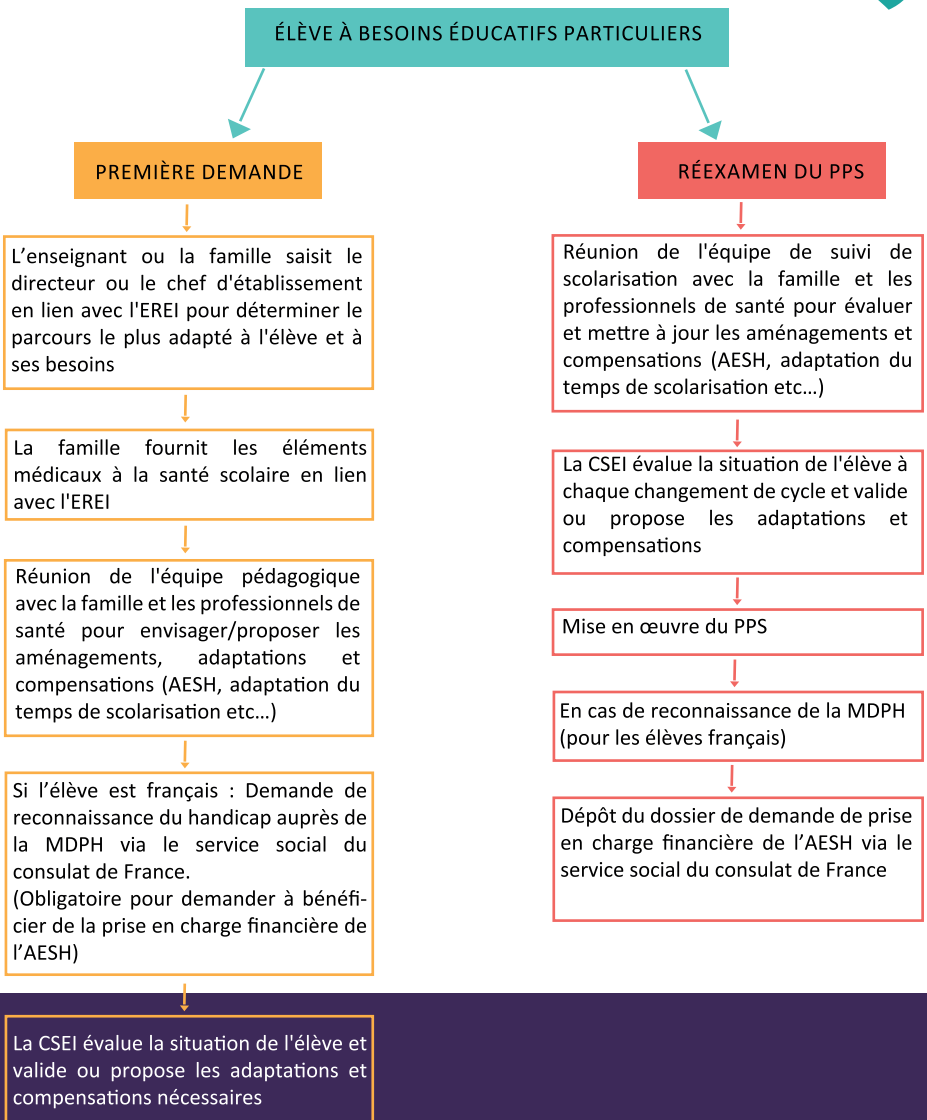 ÉLÈVE À BESOINS ÉDUCATIFS PARTICULIERS
PREMIÈRE DEMANDE
L’enseignant ou la famille saisit le
directeur ou le chef d'établissement
en lien avec l'EREI pour déterminer le
parcours le plus adapté à l'élève et à
ses besoins
La famille fournit les éléments
médicaux à la santé scolaire en lien
avec l'EREI
Réunion de l'équipe pédagogique
avec la famille et les professionnels de
santé pour envisager/proposer les
aménagements, adaptations et
compensations (AESH, adaptation du
temps de scolarisation etc…)
Si l’élève est français : Demande de
reconnaissance du handicap auprès de
la MDPH via le service social du
consulat de France.
(Obligatoire pour demander à bénéfi-
cier de la prise en charge financière de
l’AESH)
La CSEI évalue la situation de l'élève et
valide ou propose les adaptations et
compensations nécessaires
RÉEXAMEN DU PPS
Réunion de l'équipe de suivi de
scolarisation avec la famille et les
professionnels de santé pour évaluer
et mettre à jour les aménagements et
compensations (AESH, adaptation du
temps de scolarisation etc…)
La CSEI évalue la situation de l'élève à
chaque changement de cycle et valide
ou propose les adaptations et
compensations
Mise en œuvre du PPS
En cas de reconnaissance de la MDPH
(pour les élèves français)
Dépôt du dossier de demande de prise
en charge financière de l’AESH via le
service social du consulat de France